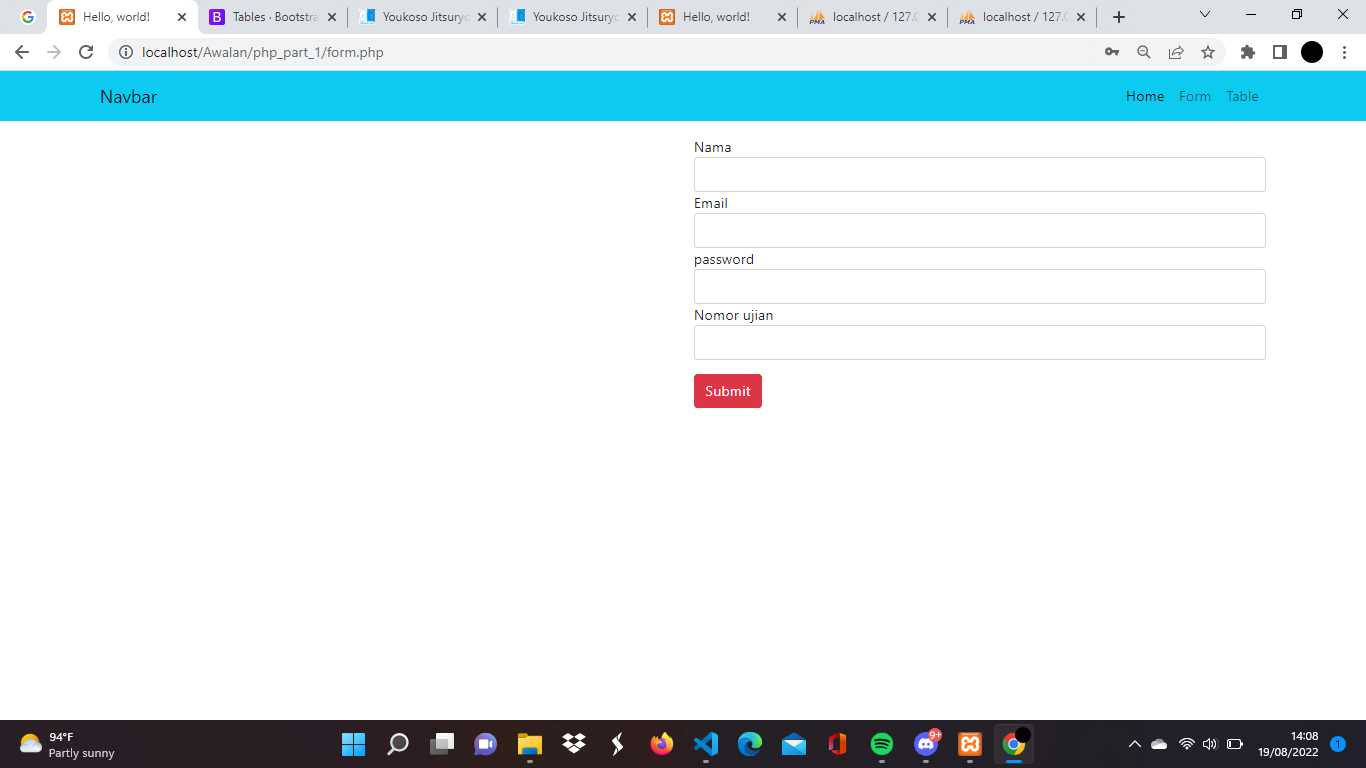 Hello, world!
Tables · Bootstra
Youkoso Jitsuryo
Youkoso Jitsuryo
Hello, world!
localhost / 127.0
localhost / 127.0
localhost/Awalan/php_part_1/form.php
Navbar
Home Form Table
Nama
Email
password
Nomor ujian
Submit
94°F
Partly sunny
9+
14:08
19/08/2022
1